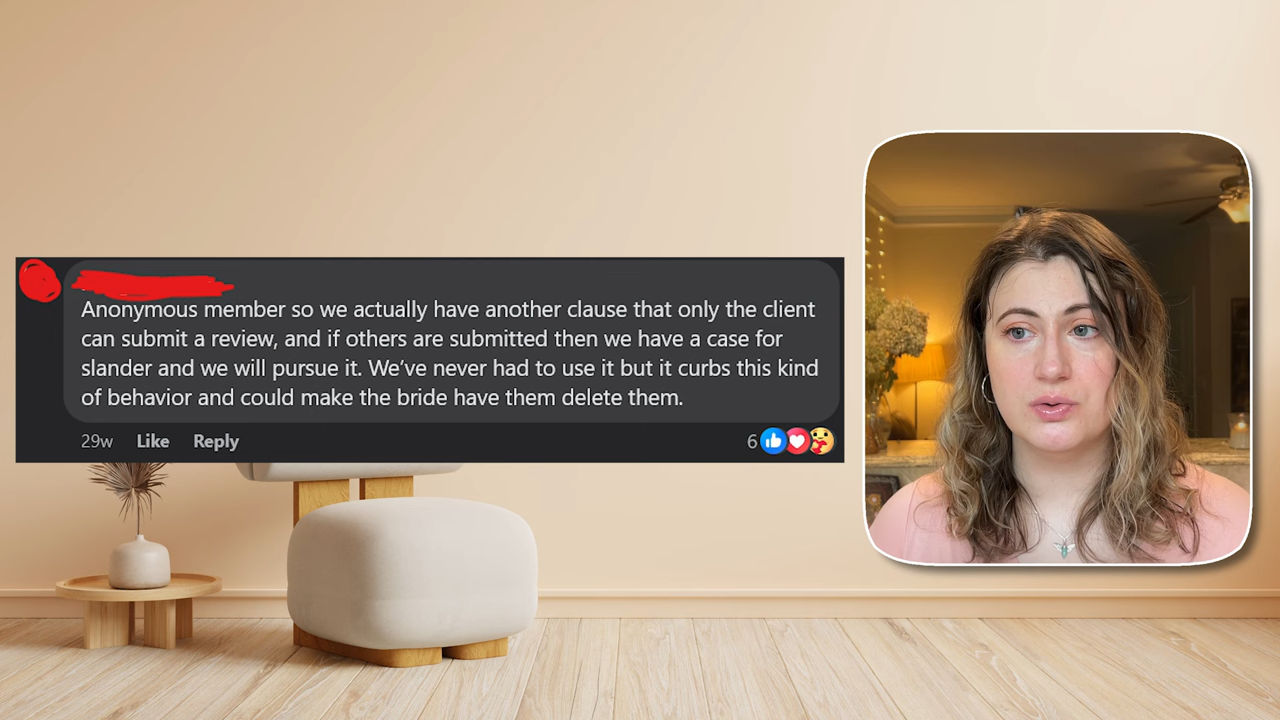 Anonymous member so we actually have another clause that only the client
can submit a review, and if others are submitted then we have a case for
slander and we will pursue it. We’ve never had to use it but it curbs this kind
of behavior and could make the bride have them delete them.
29w Like Reply 6